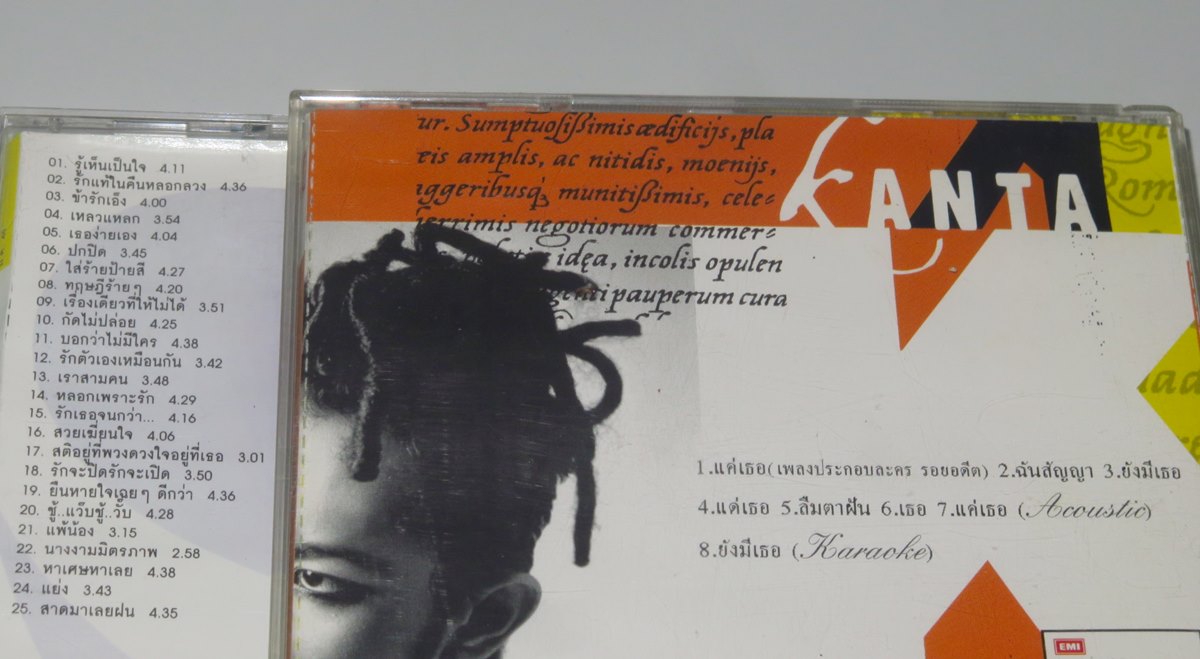 01. รู้เห็นเป็นใจ 4.11
02. รักแท้ในคืนหลอกลวง 4.36
03. ข้ารักเอ็ง 4.00
04. เหลวแหลก 3.54
05. เธอง่ายเอง 4.04
06. ปกปิด 3.45
07. ใส่ร้ายป้ายสี 4.27
08. ทฤษฎีร้ายๆ 4.20
09. เรื่องเดียวที่ให้ไม่ได้ 3.51
10. กัดไม่ปล่อย 4.25
11. บอกว่าไม่มีใคร 4.38
12. รักตัวเองเหมือนกัน 3.42
13. เราสามคน 3.48
14. หลอกเพราะรัก 4.29
15. รักเธอจนกว่า... 4.16
16. สวยเฆี่ยนใจ 4.06
17. สติอยู่ที่พวงดวงใจอยู่ที่เธอ 3.01
18. รักจะปิดรักจะเปิด 3.50
19. ยืนหายใจเฉยๆ ดีกว่า 4.36
20. ชู้..แว๊บชู้..วั๊บ 4.28
21. แพ้น้อง 3.15
22. นางงามมิตรภาพ 2.58
23. หาเศษหาเลย 4.38
24. แย่ง 3.43
25. สาดมาเลยฝน 4.35
ur. Sumptuosissimis ædificijs, pla
eis amplis, ac nitidis, moenijs,
ggeribusq; munitissimis, cele-
errimis negotiorum commer-
idęa, incolis opulen
pauperum cura
KANTA
1.แค่เธอ(เพลงประกอบละคร รอยอดีต) 2.ฉันสัญญา 3.ยังมีเธอ
4.แด่เธอ 5.ลืมตาฝัน 6.เธอ 7.แค่เธอ (Acoustic)
8.ยังมีเธอ (Karaoke)
EMI